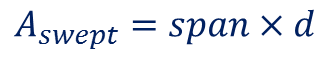 A_swept = span × d